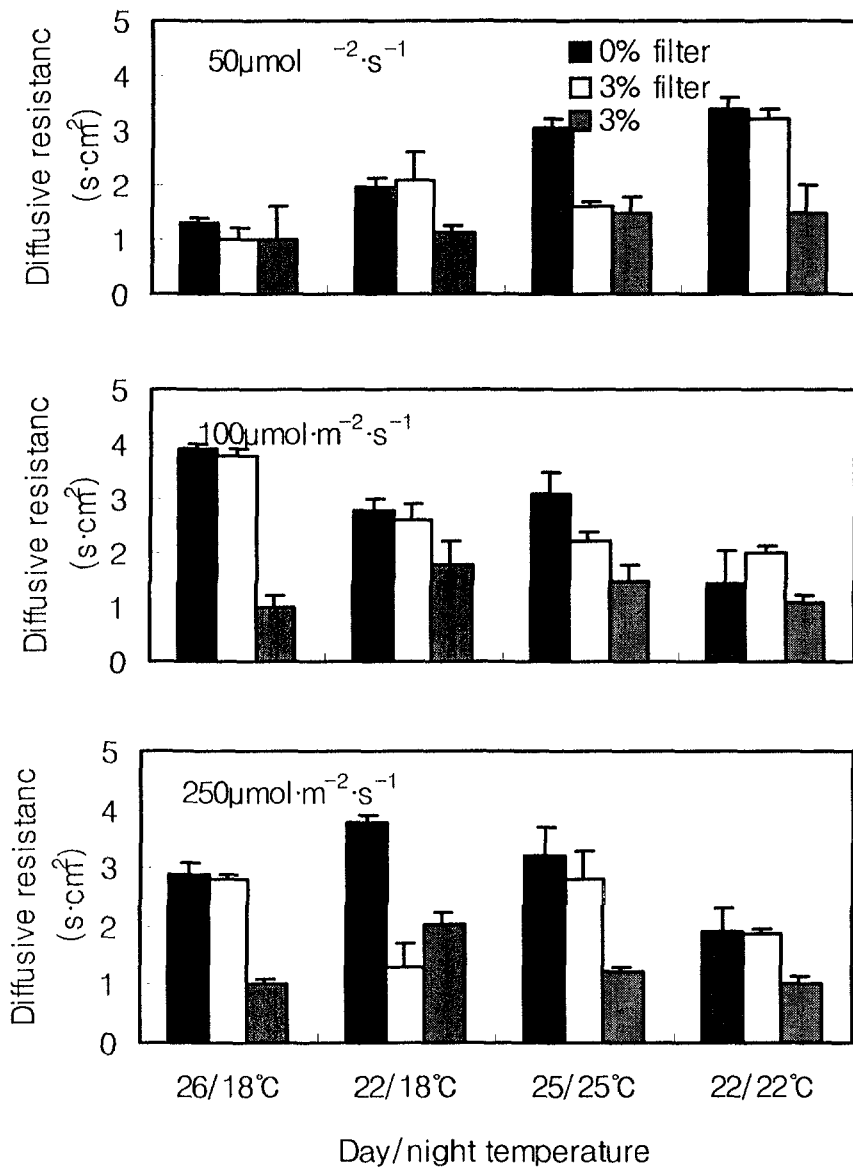 Diffusive resistanc
(s·cm²)
5
4
3
2
1
0
50µmol ⁻²·s⁻¹
0% filter
3% filter
3%
Diffusive resistanc
(s·cm²)
5
4
3
2
1
0
100µmol·m⁻²·s⁻¹
Diffusive resistanc
(s·cm²)
5
4
3
2
1
0
250µmol·m⁻²·s⁻¹
26/18℃ 22/18℃ 25/25℃ 22/22℃
Day/night temperature